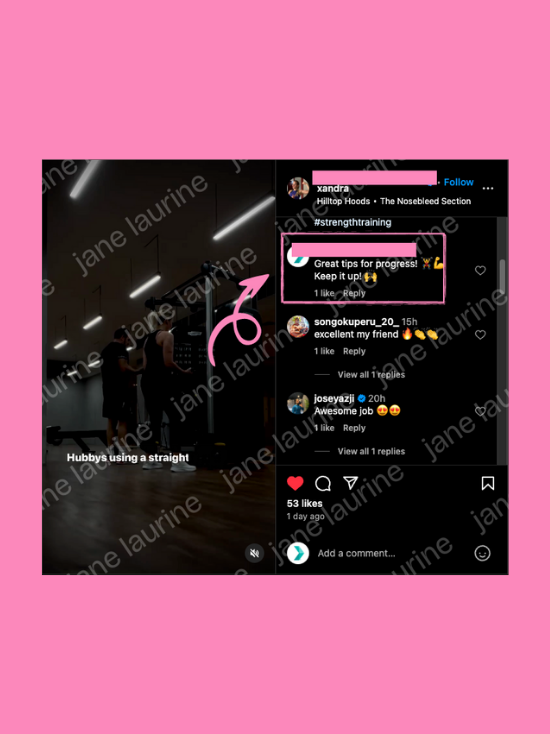 xandra
• Follow
Hilltop Hoods • The Nosebleed Section
#strengthtraining
Great tips for progress! 🏋️💪
Keep it up! 🙌
1 like Reply
songokuperu_20_ 15h
excellent my friend 🔥👏👏
1 like Reply
View all 1 replies
joseyazji 20h
Awesome job 😍😍
1 like Reply
View all 1 replies
Hubbys using a straight
53 likes
1 day ago
Add a comment...
jane laurine